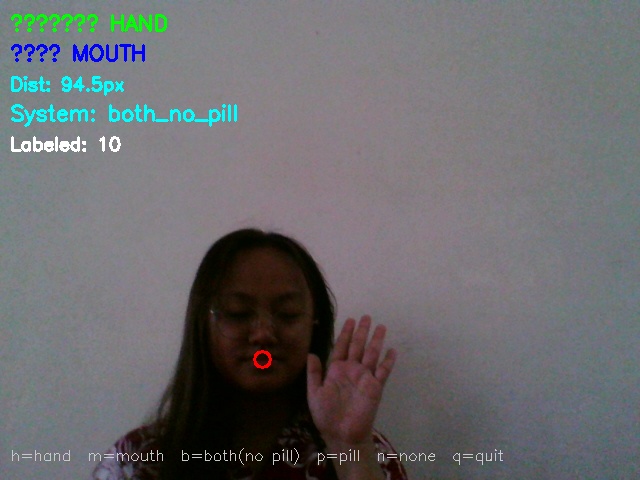 ??????? HAND
???? MOUTH
Dist: 94.5px
System: both_no_pill
Labeled: 10
h=hand m=mouth b=both(no pill) p=pill n=none q=quit